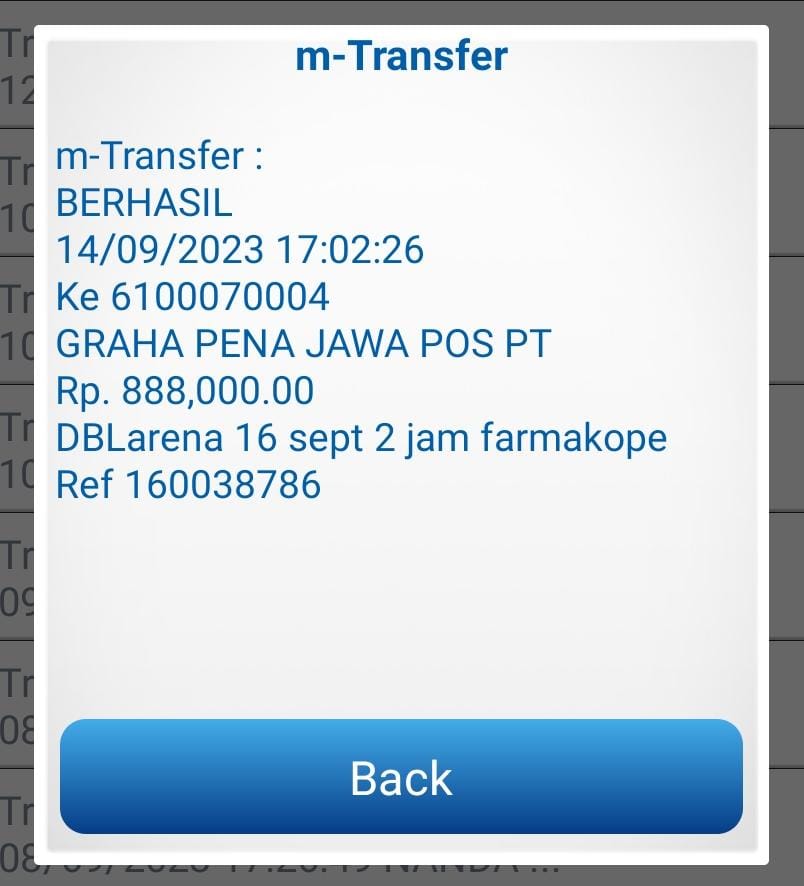 m-Transfer
m-Transfer :
BERHASIL
14/09/2023 17:02:26
Ke 6100070004
GRAHA PENA JAWA POS PT
Rp. 888,000.00
DBLarena 16 sept 2 jam farmakope
Ref 160038786
Back